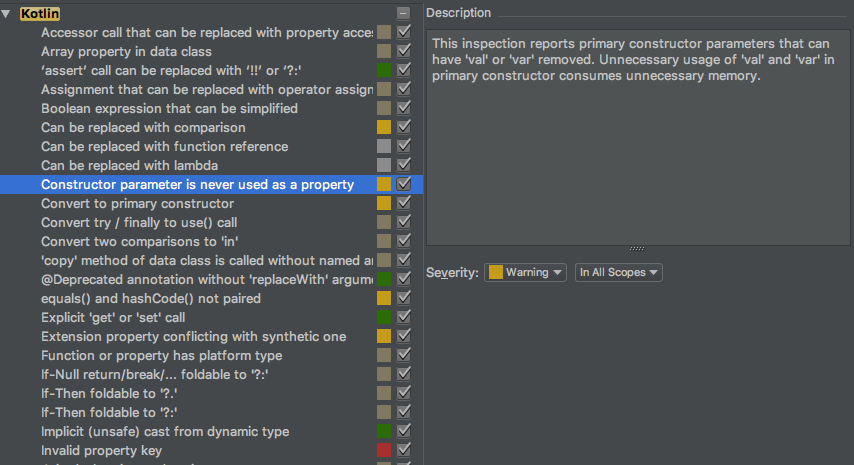 Kotlin
Accessor call that can be replaced with property acce
Array property in data class
‘assert’ call can be replaced with ‘!!’ or ‘?:'
Assignment that can be replaced with operator assign
Boolean expression that can be simplified
Can be replaced with comparison
Can be replaced with function reference
Can be replaced with lambda
Constructor parameter is never used as a property
Convert to primary constructor
Convert try / finally to use() call
Convert two comparisons to 'in'
'copy' method of data class is called without named a
@Deprecated annotation without 'replaceWith' argume
equals() and hashCode() not paired
Explicit 'get' or 'set' call
Extension property conflicting with synthetic one
Function or property has platform type
If-Null return/break/... foldable to '?:'
If-Then foldable to '?.'
If-Then foldable to '?:'
Implicit (unsafe) cast from dynamic type
Invalid property key
Description
This inspection reports primary constructor parameters that can
have 'val' or 'var' removed. Unnecessary usage of 'val' and 'var' in
primary constructor consumes unnecessary memory.
Severity: Warning In All Scopes